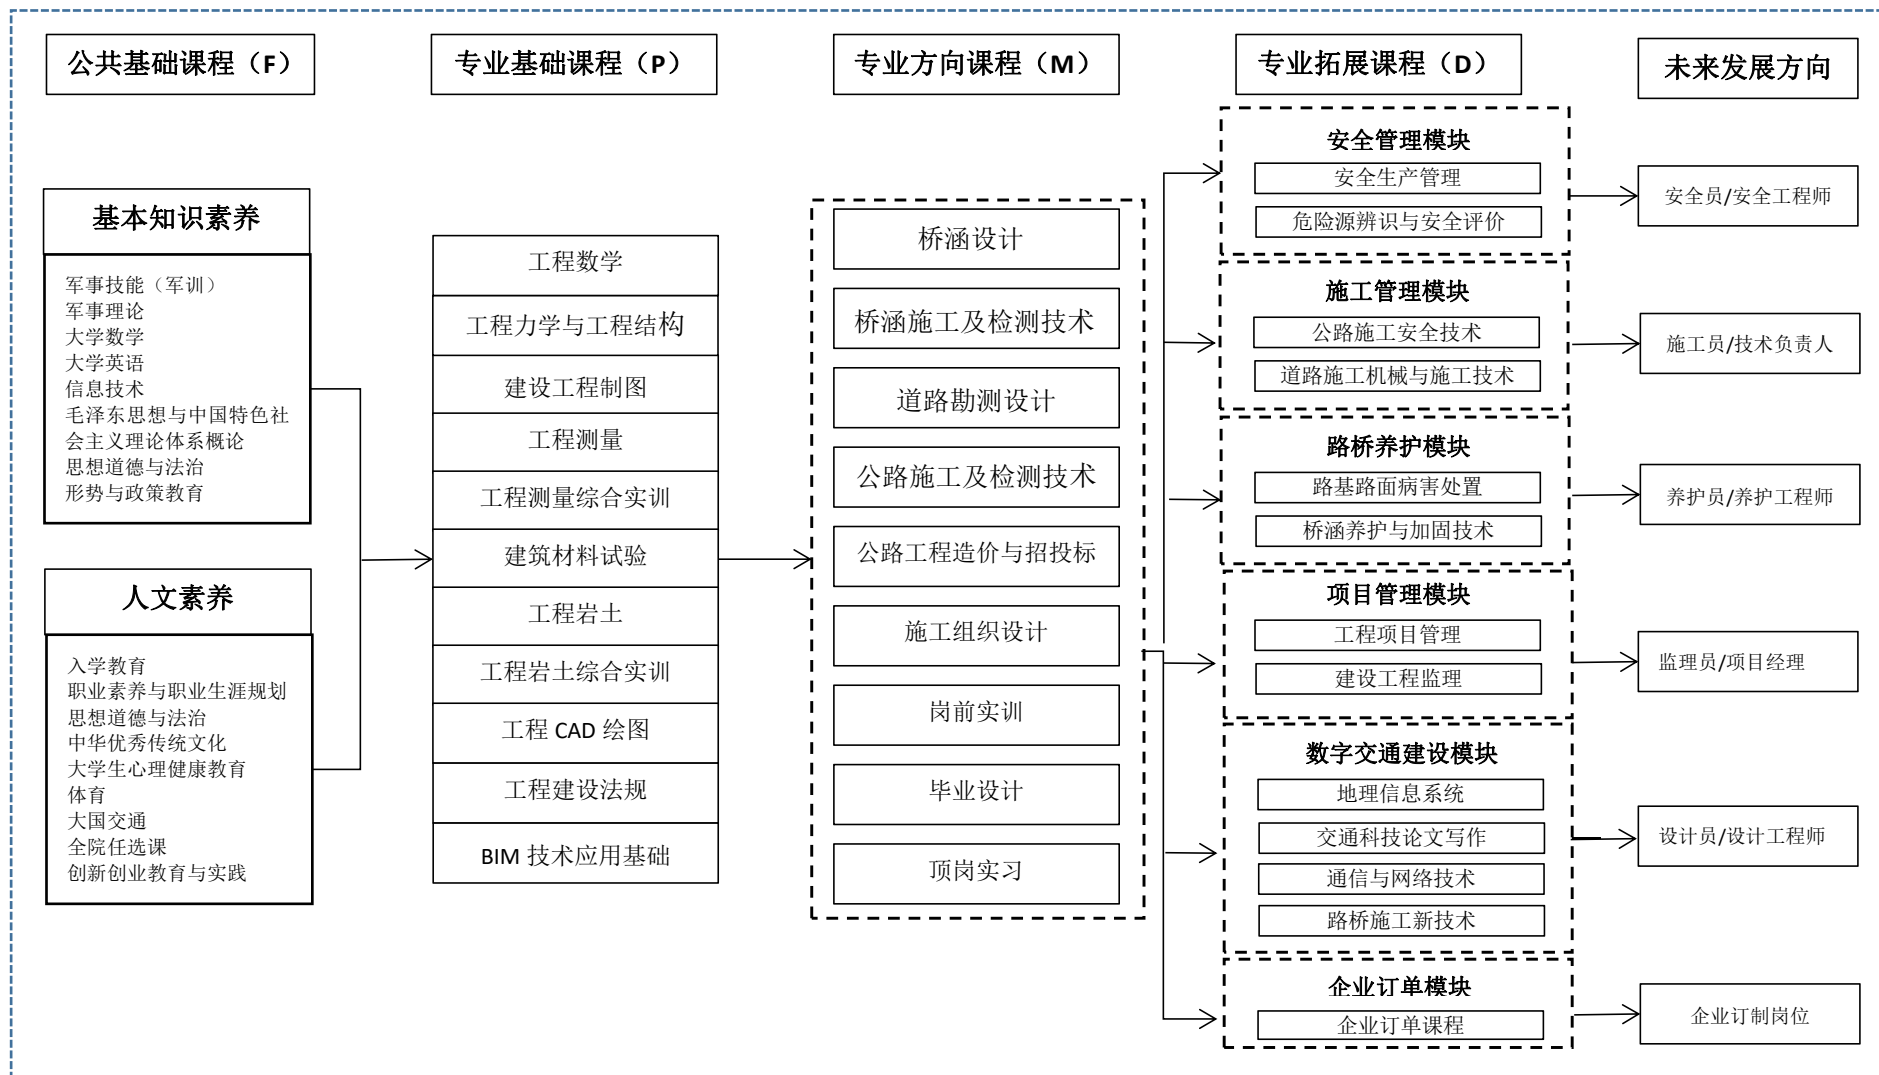 公共基础课程（F）
专业基础课程（P）
专业方向课程（M）
专业拓展课程（D）
未来发展方向
基本知识素养
军事技能（军训）
军事理论
大学数学
大学英语
信息技术
毛泽东思想与中国特色社
会主义理论体系概论
思想道德与法治
形势与政策教育
人文素养
入学教育
职业素养与职业生涯规划
思想道德与法治
中华优秀传统文化
大学生心理健康教育
体育
大国交通
全院任选课
创新创业教育与实践
工程数学
工程力学与工程结构
建设工程制图
工程测量
工程测量综合实训
建筑材料试验
工程岩土
工程岩土综合实训
工程 CAD 绘图
工程建设法规
BIM 技术应用基础
桥涵设计
桥涵施工及检测技术
道路勘测设计
公路施工及检测技术
公路工程造价与招投标
施工组织设计
岗前实训
毕业设计
顶岗实习
安全管理模块
安全生产管理
危险源辨识与安全评价
施工管理模块
公路施工安全技术
道路施工机械与施工技术
路桥养护模块
路基路面病害处置
桥涵养护与加固技术
项目管理模块
工程项目管理
建设工程监理
数字交通建设模块
地理信息系统
交通科技论文写作
通信与网络技术
路桥施工新技术
企业订单模块
企业订单课程
安全员/安全工程师
施工员/技术负责人
养护员/养护工程师
监理员/项目经理
设计员/设计工程师
企业订制岗位